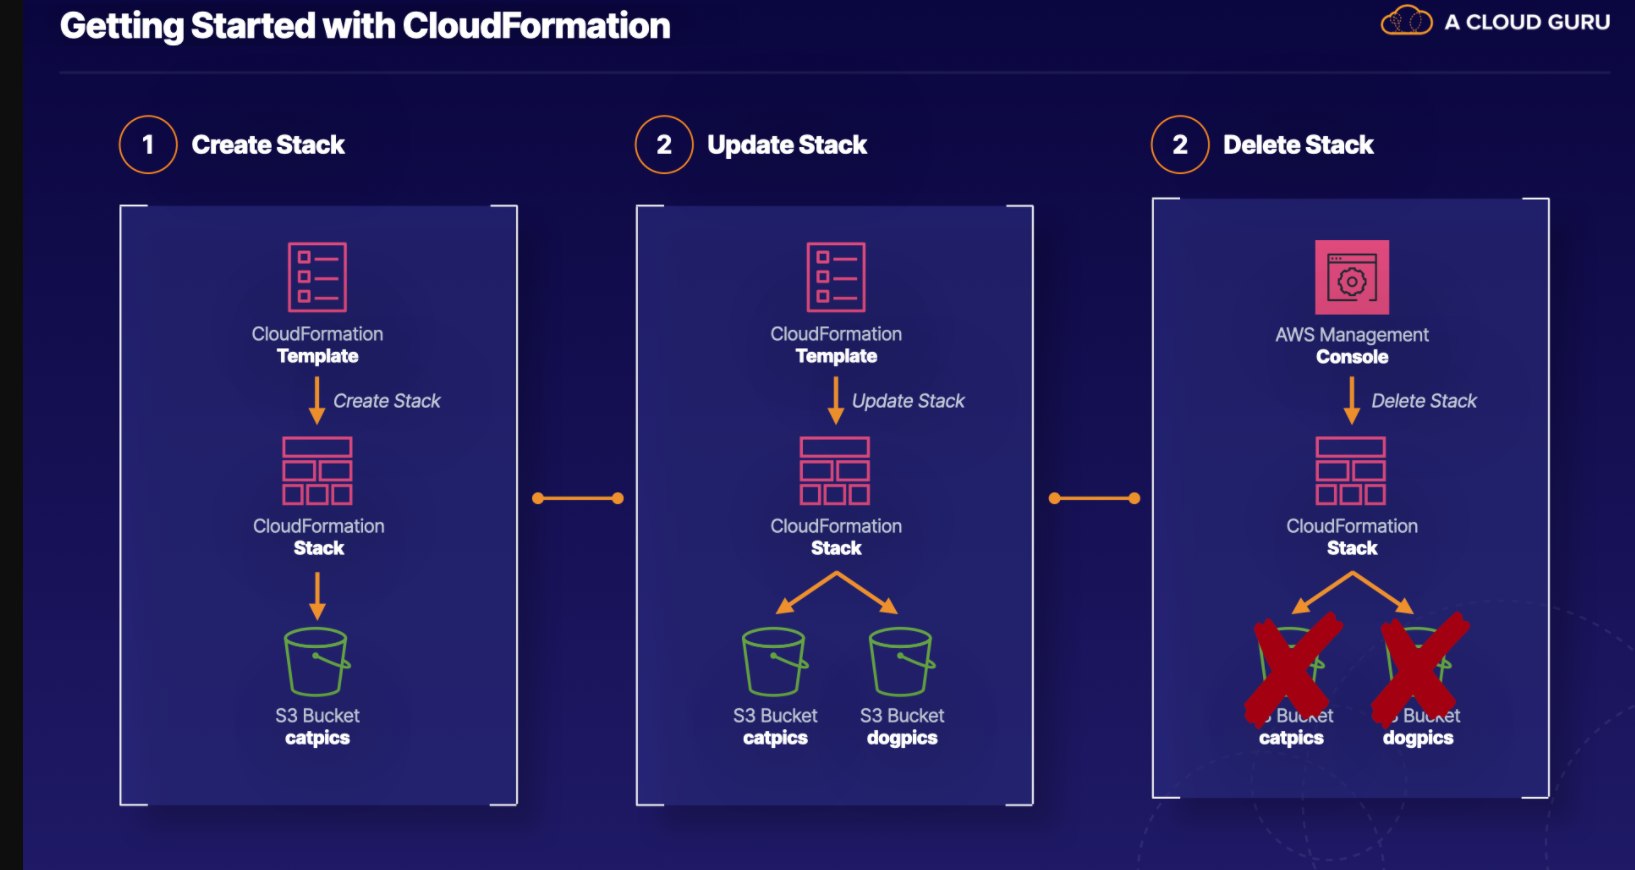 Getting Started with CloudFormation
A CLOUD GURU
1 Create Stack
CloudFormation
Template
Create Stack
CloudFormation
Stack
S3 Bucket
catpics
2 Update Stack
CloudFormation
Template
Update Stack
CloudFormation
Stack
S3 Bucket
catpics
S3 Bucket
dogpics
2 Delete Stack
AWS Management
Console
Delete Stack
CloudFormation
Stack
Bucket
catpics
Bucket
dogpics